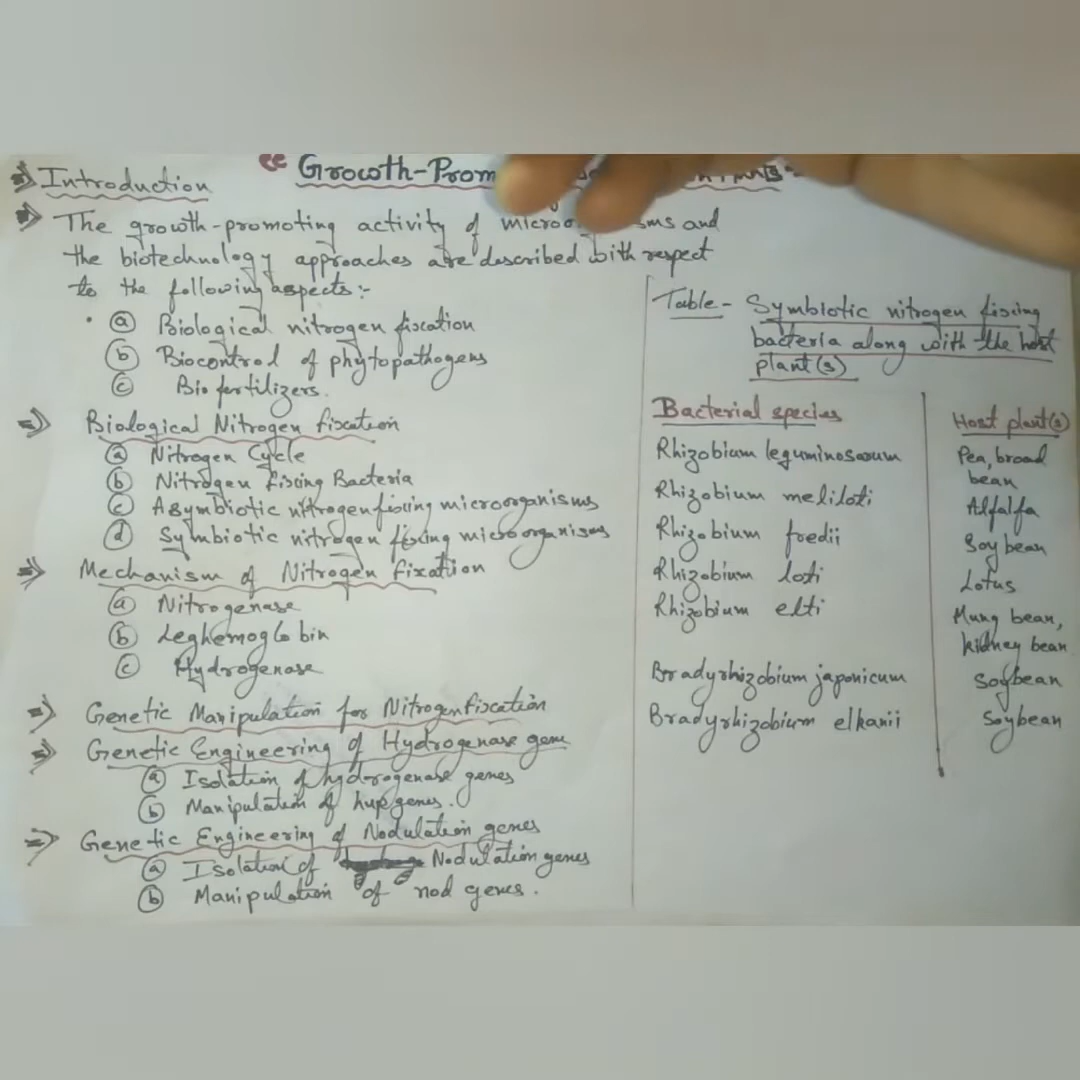 "Growth-Prom
Introduction
The growth-promoting activity of microo sms and
the biotechnology approaches are described with respect
to the following aspects:-
(a) Biological nitrogen fixation
(b) Biocontrol of phytopathogens
(c) Bio fertilizers.
Biological Nitrogen fixation
(a) Nitrogen Cycle
(b) Nitrogen fixing Bacteria
(c) Asymbiotic nitrogen fixing microorganisms
(d) Symbiotic nitrogen fixing microorganisms
Mechanism of Nitrogen fixation
(a) Nitrogenase
(b) Leghemoglobin
(c) Hydrogenase
Genetic Manipulation for Nitrogen fixation
Genetic Engineering of Hydrogenase gene
(a) Isolation of hydrogenase genes
(b) Manipulation of hup genes.
Genetic Engineering of Nodulation genes
(a) Isolation of Nodulation genes
(b) Manipulation of nod genes.
Table- Symbiotic nitrogen fixing
bacteria along with the host
plant(s)
Bacterial species Host plant(s)
Rhizobium leguminosarum Pea, broad
bean
Rhizobium meliloti Alfalfa
Rhizobium fredii Soybean
Rhizobium loti Lotus
Rhizobium elti Mung bean,
kidney bean
Bradyrhizobium japonicum Soybean
Bradyrhizobium elkanii Soybean